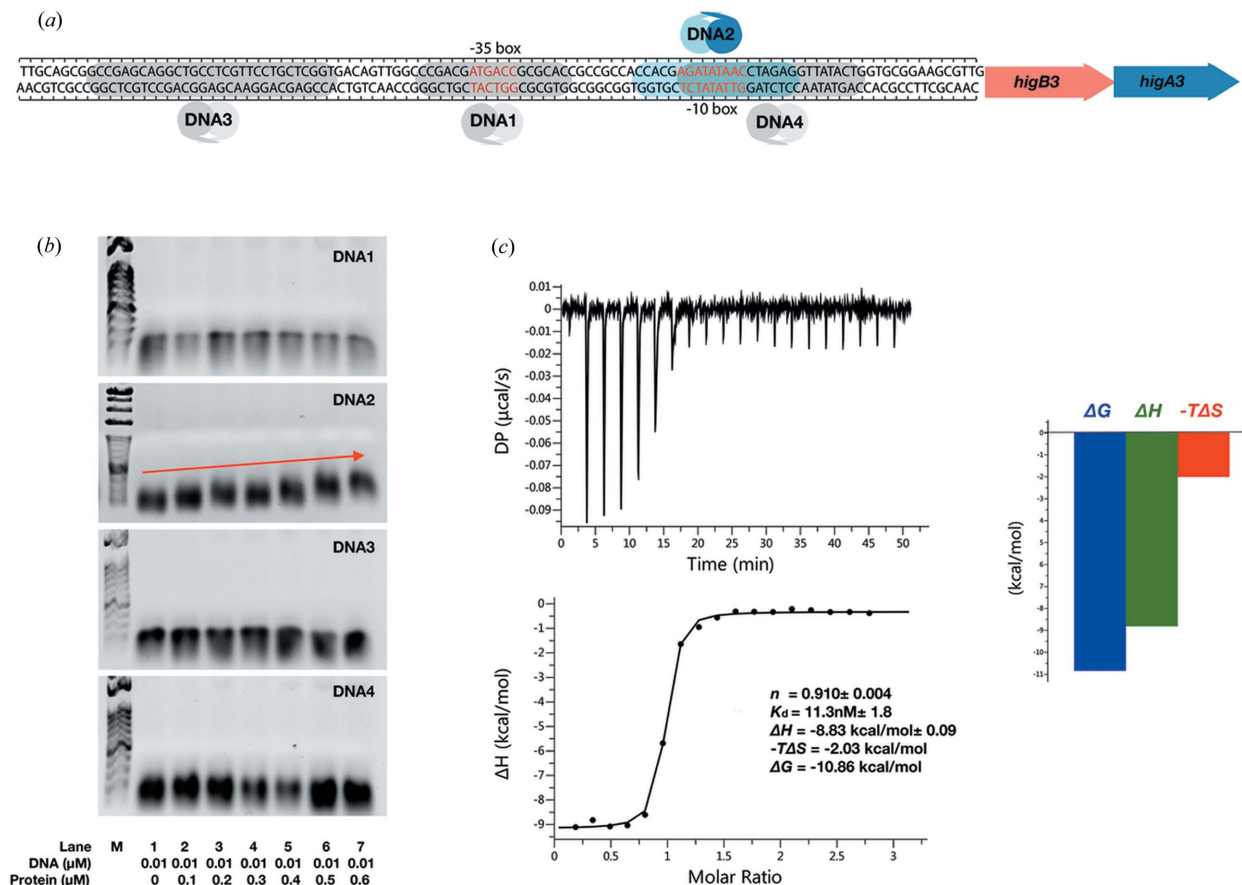 (a)
DNA2
-35 box
TTGCAGCGGCCGAGCAGGCTGCCTCGTTCCTGCTCGGTGACAGTTGGGCCGACGATGACCGCGCACCGCCGCCACCACGAGATATAACCTAGAGGTTATACTGGTGCGGAAGCGTTG
AACGTCGCCGGCTCGTCCGACGGAGCAAGGACGAGCCACTGTCAACCCGGCTGCTACTGGCGCGTGGCGGCGGTGGTGCTCTATATTGGATCTCCAATATGACCACGCCTTCGCAAC
higB3 higA3
-10 box
DNA3 DNA1 DNA4
(b)
DNA1
DNA2
DNA3
DNA4
Lane M 1 2 3 4 5 6 7
DNA (μM) 0.01 0.01 0.01 0.01 0.01 0.01 0.01
Protein (μM) 0 0.1 0.2 0.3 0.4 0.5 0.6
(c)
0.01
0
-0.01
-0.02
-0.03
-0.04
-0.05
-0.06
-0.07
-0.08
-0.09
DP (μcal/s)
0 5 10 15 20 25 30 35 40 45 50
Time (min)
0
-1
-2
-3
-4
-5
-6
-7
-8
-9
ΔH (kcal/mol)
n = 0.910± 0.004
Kd = 11.3nM± 1.8
ΔH = -8.83 kcal/mol± 0.09
-TΔS = -2.03 kcal/mol
ΔG = -10.86 kcal/mol
0 0.5 1 1.5 2 2.5 3
Molar Ratio
ΔG ΔH -TΔS
0
-1
-2
-3
-4
-5
-6
-7
-8
-9
-10
-11
(kcal/mol)